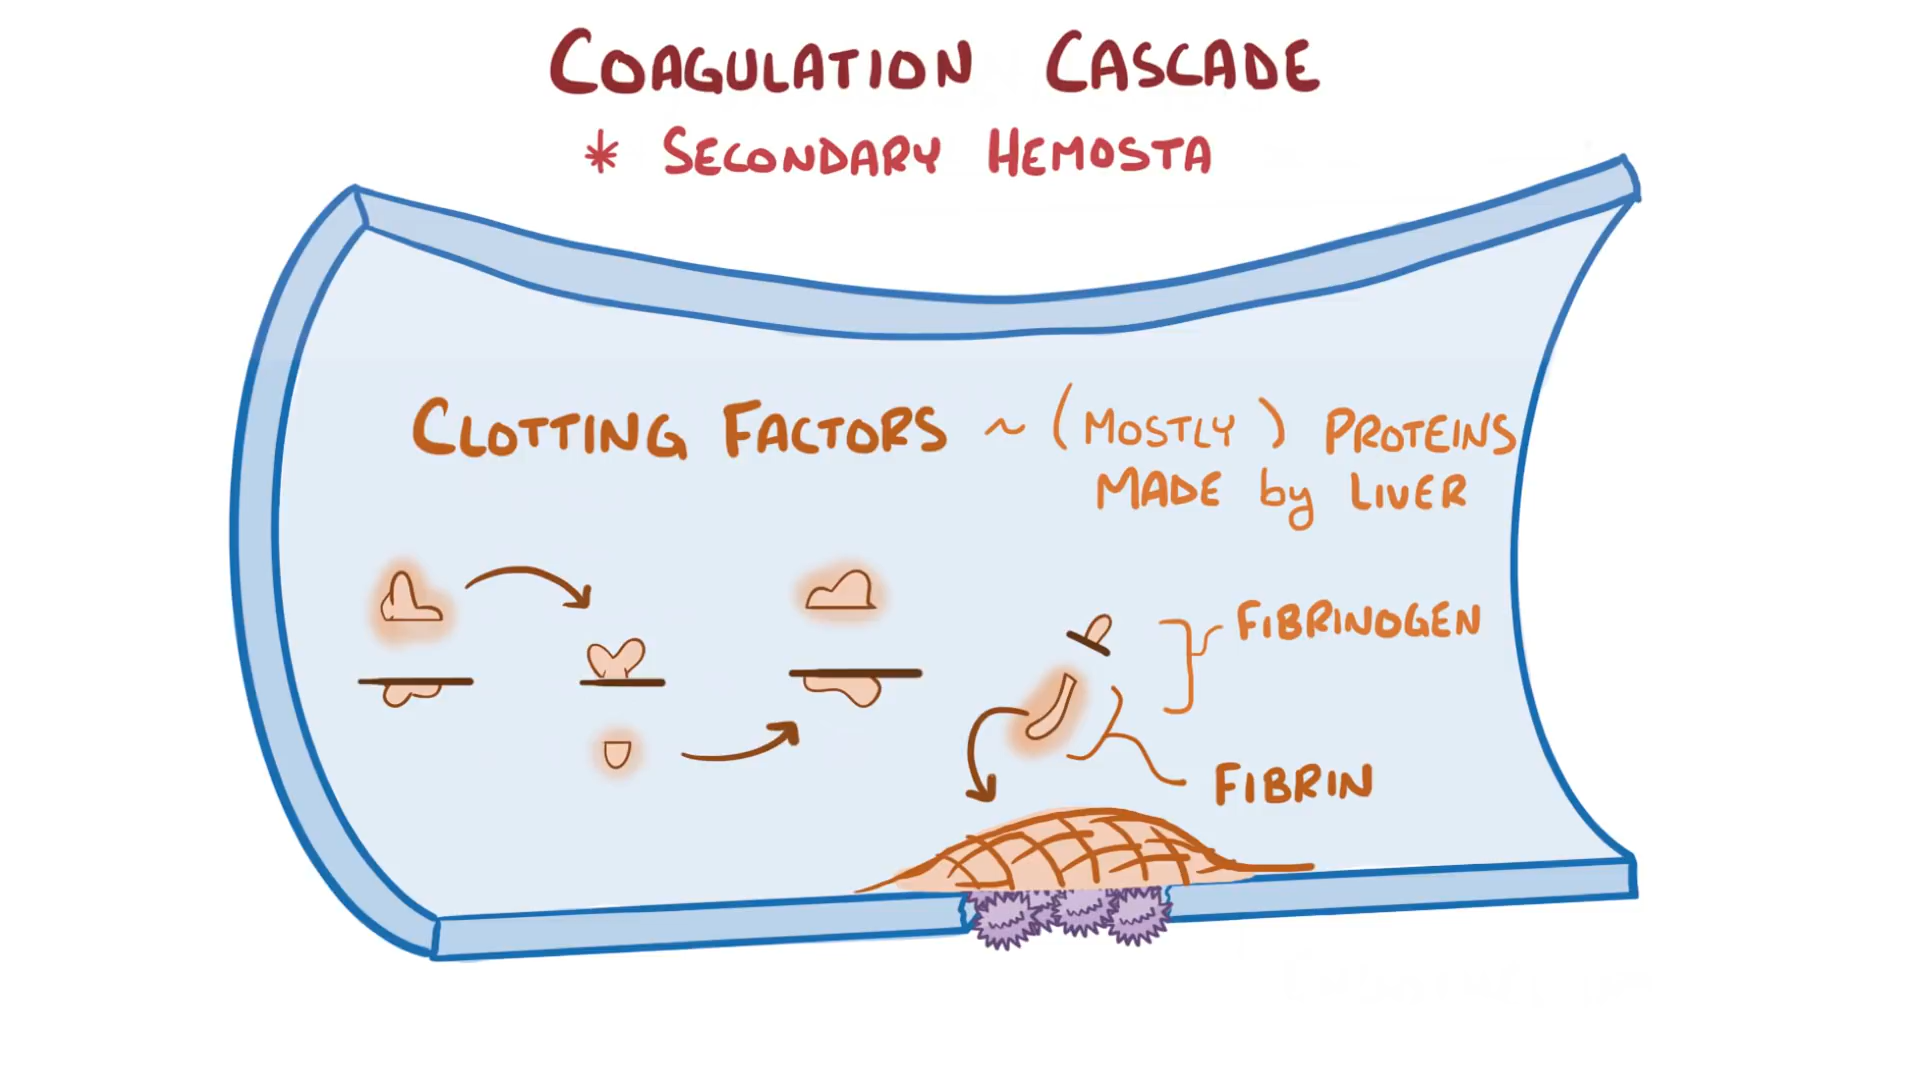 COAGULATION CASCADE
* SECONDARY HEMOSTA
CLOTTING FACTORS ~ (MOSTLY) PROTEINS
MADE by LIVER
FIBRINOGEN
FIBRIN